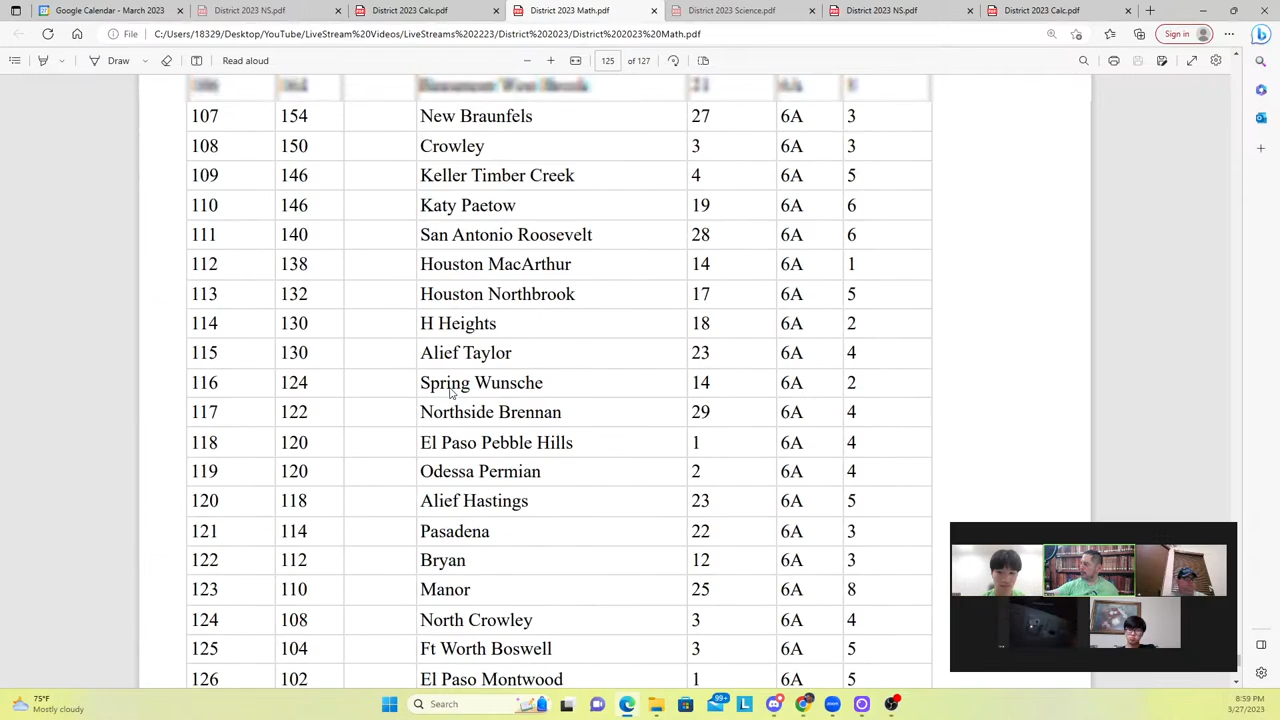 Google Calendar - March 2023 District 2023 NS.pdf District 2023 Calc.pdf District 2023 Math.pdf District 2023 Science.pdf District 2023 NS.pdf District 2023 Calc.pdf
File C:/Users/18329/Desktop/YouTube/LiveStream%20Videos/LiveStreams%20223/District%202023/District%202023%20Math.pdf Sign in
Draw Read aloud 125 of 127
107 154 New Braunfels 27 6A 3
108 150 Crowley 3 6A 3
109 146 Keller Timber Creek 4 6A 5
110 146 Katy Paetow 19 6A 6
111 140 San Antonio Roosevelt 28 6A 6
112 138 Houston MacArthur 14 6A 1
113 132 Houston Northbrook 17 6A 5
114 130 H Heights 18 6A 2
115 130 Alief Taylor 23 6A 4
116 124 Spring Wunsche 14 6A 2
117 122 Northside Brennan 29 6A 4
118 120 El Paso Pebble Hills 1 6A 4
119 120 Odessa Permian 2 6A 4
120 118 Alief Hastings 23 6A 5
121 114 Pasadena 22 6A 3
122 112 Bryan 12 6A 3
123 110 Manor 25 6A 8
124 108 North Crowley 3 6A 4
125 104 Ft Worth Boswell 3 6A 5
126 102 El Paso Montwood 1 6A 5
75°F
Mostly cloudy
Search
99+
8:59 PM
3/27/2023